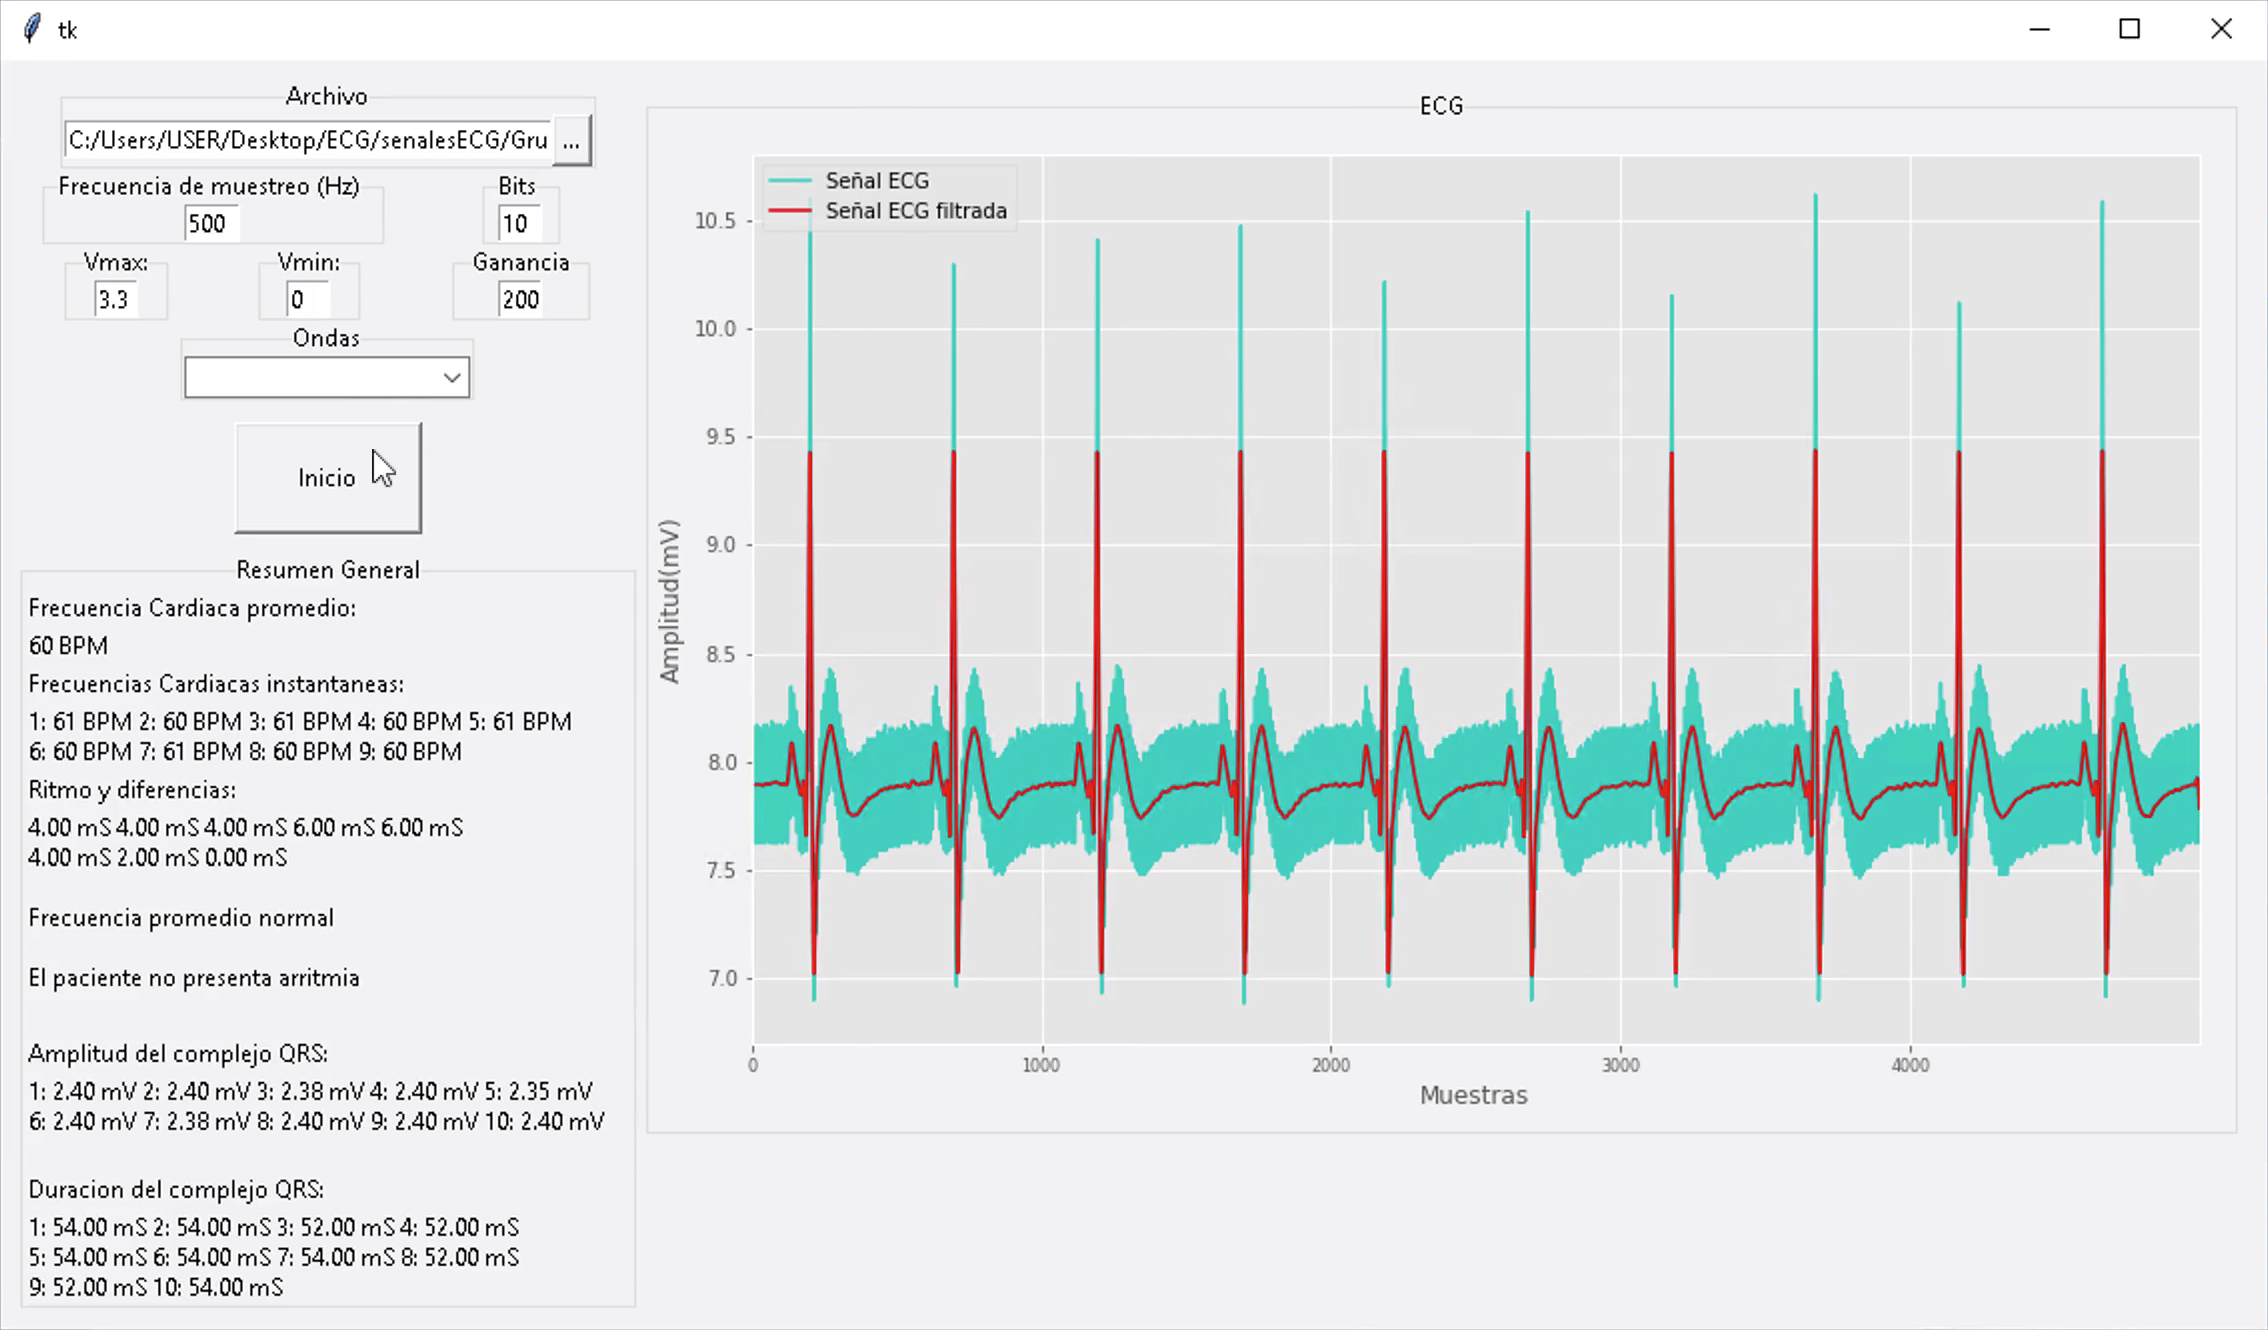 tk
Archivo
C:/Users/USER/Desktop/ECG/senalesECG/Gru
...
Frecuencia de muestreo (Hz)
500
Bits
10
Vmax:
3.3
Vmin:
0
Ganancia
200
Ondas
Inicio
Resumen General
Frecuencia Cardiaca promedio:
60 BPM
Frecuencias Cardiacas instantaneas:
1: 61 BPM 2: 60 BPM 3: 61 BPM 4: 60 BPM 5: 61 BPM
6: 60 BPM 7: 61 BPM 8: 60 BPM 9: 60 BPM
Ritmo y diferencias:
4.00 mS 4.00 mS 4.00 mS 6.00 mS 6.00 mS
4.00 mS 2.00 mS 0.00 mS
Frecuencia promedio normal
El paciente no presenta arritmia
Amplitud del complejo QRS:
1: 2.40 mV 2: 2.40 mV 3: 2.38 mV 4: 2.40 mV 5: 2.35 mV
6: 2.40 mV 7: 2.38 mV 8: 2.40 mV 9: 2.40 mV 10: 2.40 mV
Duracion del complejo QRS:
1: 54.00 mS 2: 54.00 mS 3: 52.00 mS 4: 52.00 mS
5: 54.00 mS 6: 54.00 mS 7: 54.00 mS 8: 52.00 mS
9: 52.00 mS 10: 54.00 mS
ECG
Señal ECG
Señal ECG filtrada
10.5
10.0
9.5
9.0
8.5
8.0
7.5
7.0
Amplitud(mV)
0
1000
2000
3000
4000
Muestras